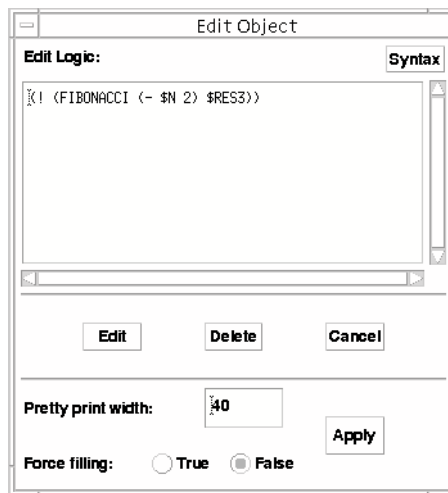 Edit Object
Edit Logic:
Syntax
(! (FIBONACCI (- $N 2) $RES3))
Edit Delete Cancel
Pretty print width: 40
Apply
Force filling: True False